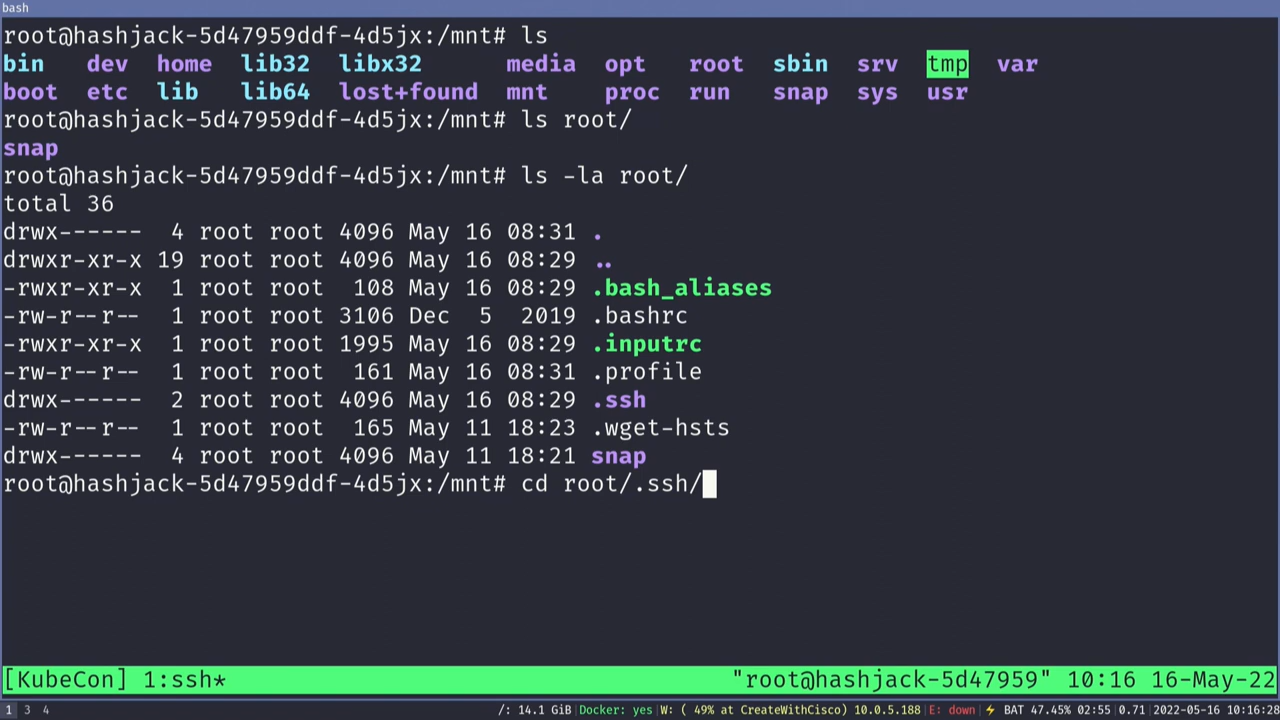 bash
root@hashjack-5d47959ddf-4d5jx:/mnt# ls
bin dev home lib32 libx32 media opt root sbin srv tmp var
boot etc lib lib64 lost+found mnt proc run snap sys usr
root@hashjack-5d47959ddf-4d5jx:/mnt# ls root/
snap
root@hashjack-5d47959ddf-4d5jx:/mnt# ls -la root/
total 36
drwx------ 4 root root 4096 May 16 08:31 .
drwxr-xr-x 19 root root 4096 May 16 08:29 ..
-rwxr-xr-x 1 root root 108 May 16 08:29 .bash_aliases
-rw-r--r-- 1 root root 3106 Dec 5 2019 .bashrc
-rwxr-xr-x 1 root root 1995 May 16 08:29 .inputrc
-rw-r--r-- 1 root root 161 May 16 08:31 .profile
drwx------ 2 root root 4096 May 16 08:29 .ssh
-rw-r--r-- 1 root root 165 May 11 18:23 .wget-hsts
drwx------ 4 root root 4096 May 11 18:21 snap
root@hashjack-5d47959ddf-4d5jx:/mnt# cd root/.ssh/
[KubeCon] 1:ssh* "root@hashjack-5d47959" 10:16 16-May-22
1 3 4 /: 14.1 GiB|Docker: yes|W: ( 49% at CreateWithCisco) 10.0.5.188|E: down|⚡ BAT 47.45% 02:55|0.71|2022-05-16 10:16:28